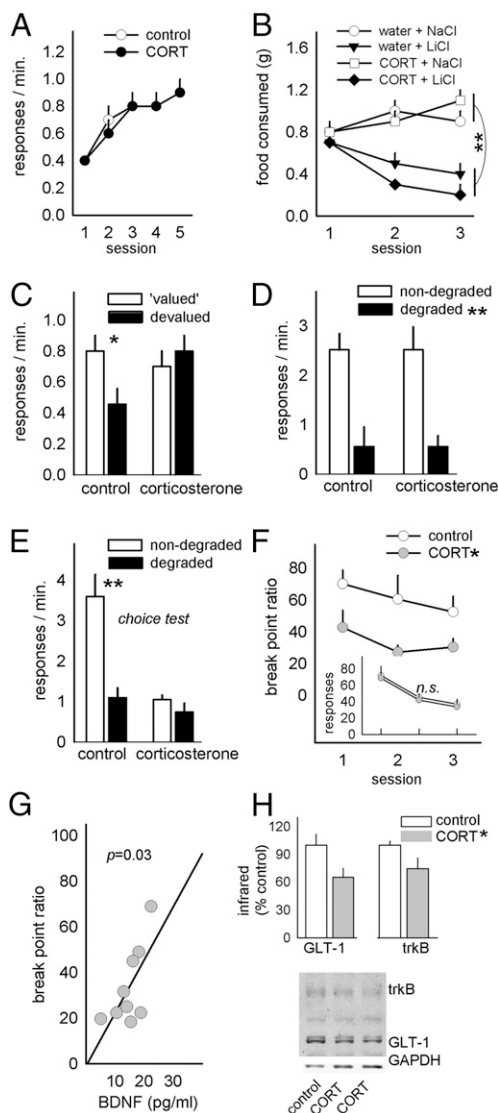 A
control
CORT
responses / min.
1.2
1.0
0.8
0.6
0.4
0.2
0.0
1 2 3 4 5
session
B
water + NaCl
water + LiCl
CORT + NaCl
CORT + LiCl
food consumed (g)
1.6
1.2
0.8
0.4
0.0
**
1 2 3
session
C
'valued'
devalued
responses / min.
1.0
0.8
0.6
0.4
0.2
0.0
*
control corticosterone
D
non-degraded
degraded **
responses / min.
3
2
1
0
control corticosterone
E
non-degraded
degraded
responses / min.
4
3
2
1
0
**
choice test
control corticosterone
F
control
CORT*
break point ratio
80
60
40
20
0
responses
80
60
40
20
0
n.s.
1 2 3
session
G
p=0.03
break point ratio
100
80
60
40
20
0
10 20 30
BDNF (pg/ml)
H
control
CORT*
infrared
(% control)
120
90
60
30
0
GLT-1 trkB
trkB
GLT-1
GAPDH
control
CORT
CORT